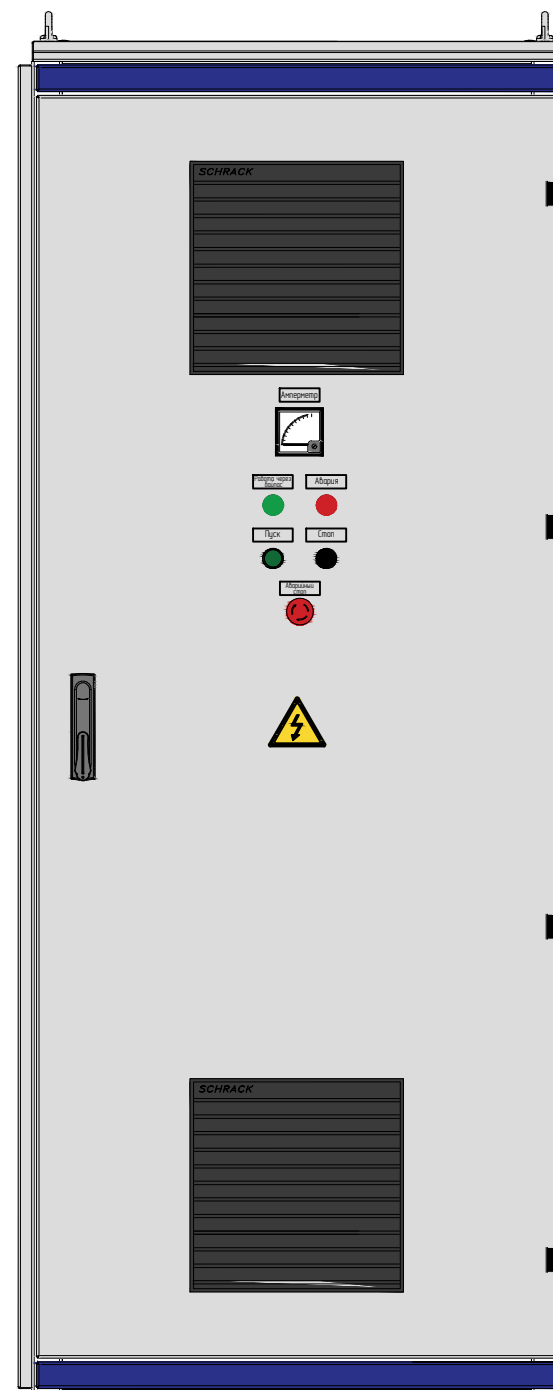 SCHRACK
Амперметр
Работа через
байпас
Авария
Пуск
Стоп
Аварийный
стоп
SCHRACK